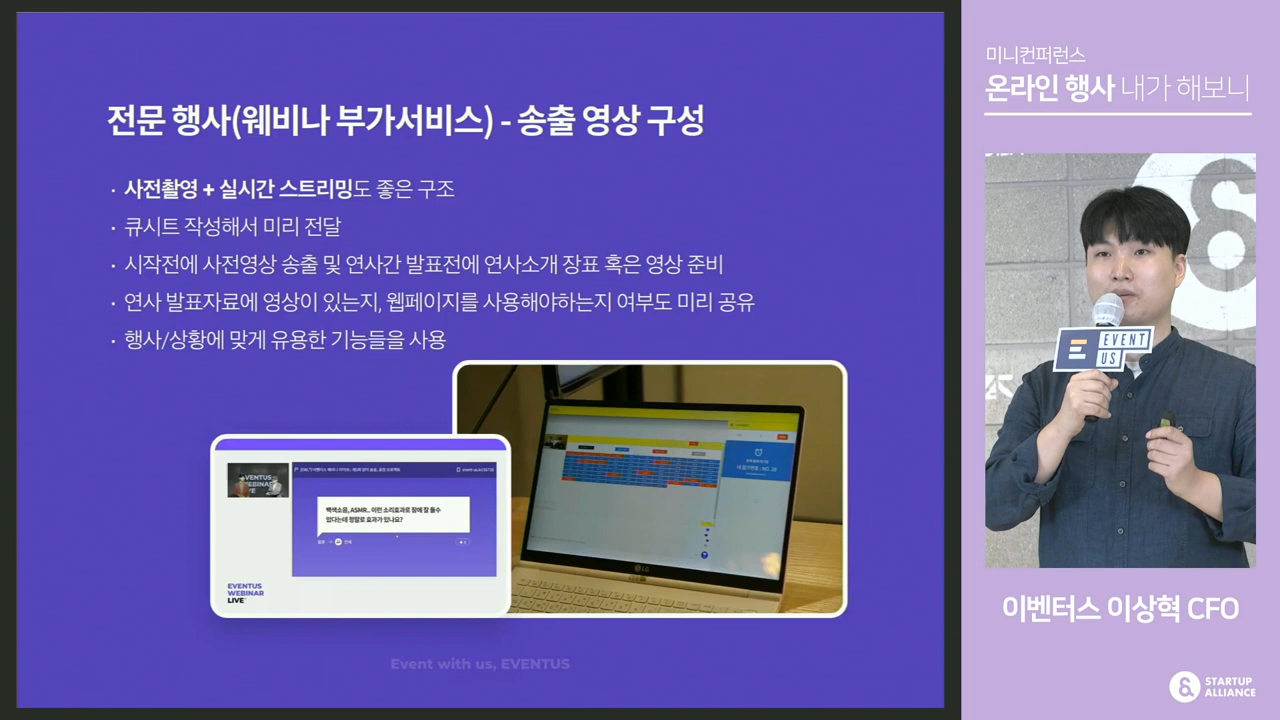 전문 행사(웨비나 부가서비스) - 송출 영상 구성
· 사전촬영 + 실시간 스트리밍도 좋은 구조
· 큐시트 작성해서 미리 전달
· 시작전에 사전영상 송출 및 연사간 발표전에 연사소개 장표 혹은 영상 준비
· 연사 발표자료에 영상이 있는지, 웹페이지를 사용해야하는지 여부도 미리 공유
· 행사/상황에 맞게 유용한 기능들을 사용
백색소음, ASMR.. 이런 소리효과로 잠에 잘 들수
있다는데 정말로 효과가 있나요?
EVENTUS
WEBINAR
LIVE
LG
Event with us, EVENTUS
미니컨퍼런스
온라인 행사 내가 해보니
EVENT
US
이벤터스 이상혁 CFO
STARTUP
ALLIANCE